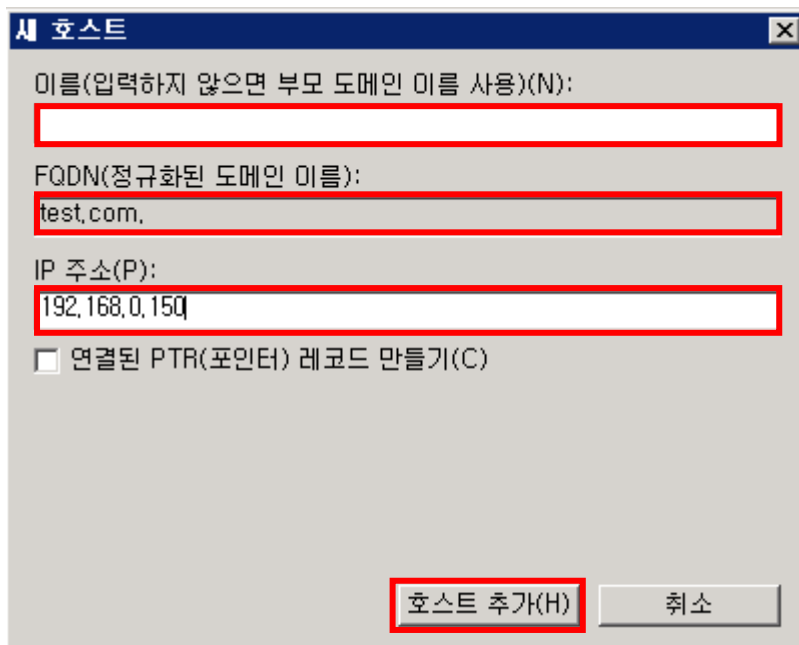 새 호스트
이름(입력하지 않으면 부모 도메인 이름 사용)(N):
FQDN(정규화된 도메인 이름):
test.com.
IP 주소(P):
192.168.0.150
연결된 PTR(포인터) 레코드 만들기(C)
호스트 추가(H)
취소